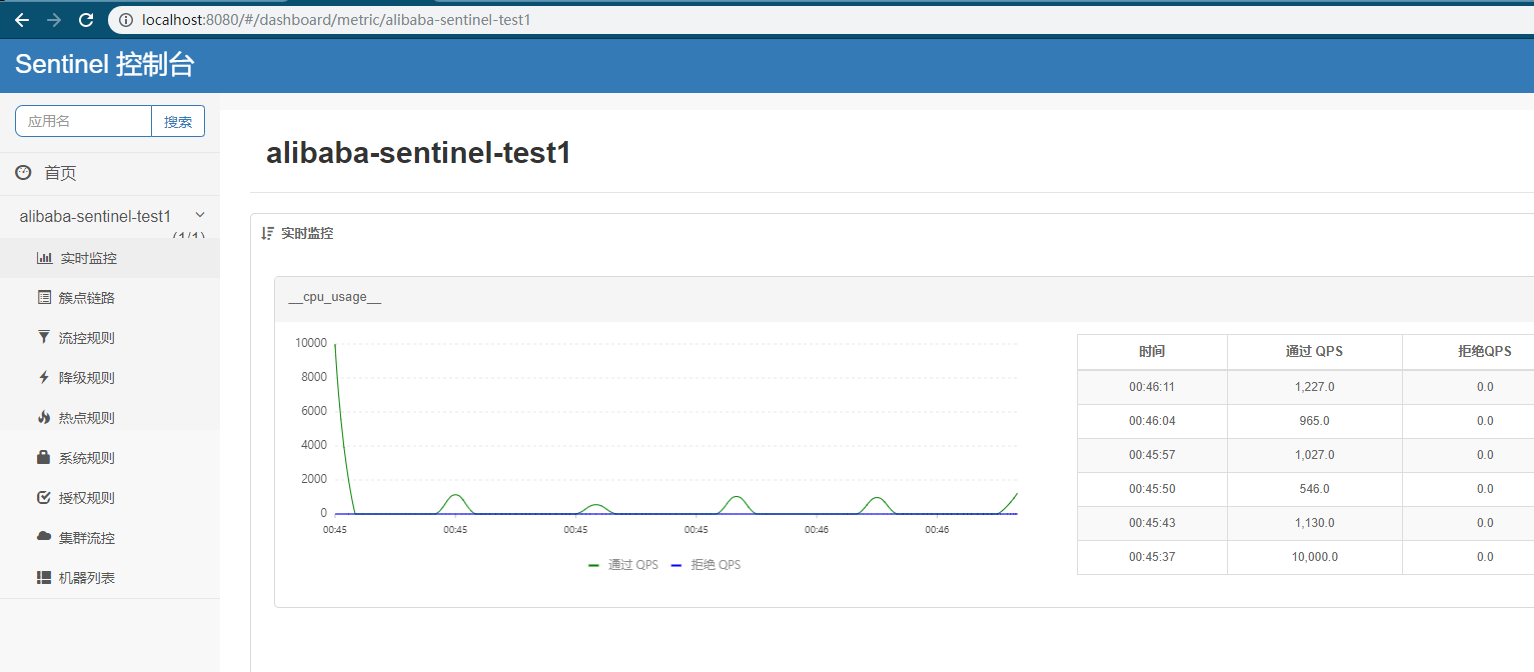 localhost:8080/#/dashboard/metric/alibaba-sentinel-test1
Sentinel 控制台
应用名 搜索
首页
alibaba-sentinel-test1
(1/1)
实时监控
簇点链路
流控规则
降级规则
热点规则
系统规则
授权规则
集群流控
机器列表
alibaba-sentinel-test1
实时监控
__cpu_usage__
10000
8000
6000
4000
2000
0
00:45 00:45 00:45 00:45 00:46 00:46
通过 QPS 拒绝 QPS
时间 通过 QPS 拒绝QPS
00:46:11 1,227.0 0.0
00:46:04 965.0 0.0
00:45:57 1,027.0 0.0
00:45:50 546.0 0.0
00:45:43 1,130.0 0.0
00:45:37 10,000.0 0.0